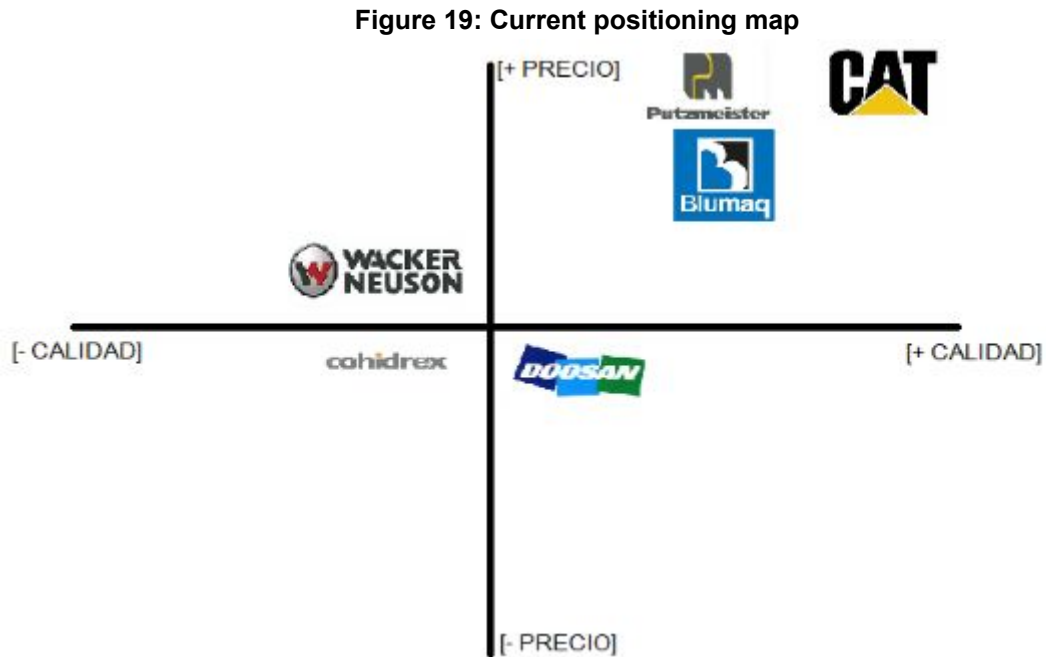 Figure 19: Current positioning map
[+ PRECIO]
Putzmeister
CAT
Blumaq
WACKER
NEUSON
[- CALIDAD]
[+ CALIDAD]
cohidrex
DOOSAN
[- PRECIO]